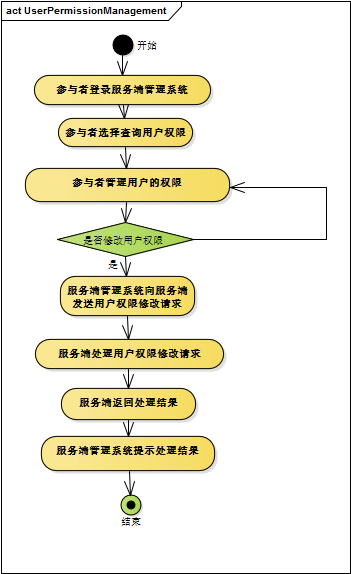 act UserPermissionManagement
开始
参与者登录服务端管理系统
参与者选择查询用户权限
参与者管理用户的权限
是否修改用户权限
是
服务端管理系统向服务端
发送用户权限修改请求
服务端处理用户权限修改请求
服务端返回处理结果
服务端管理系统提示处理结果
结束